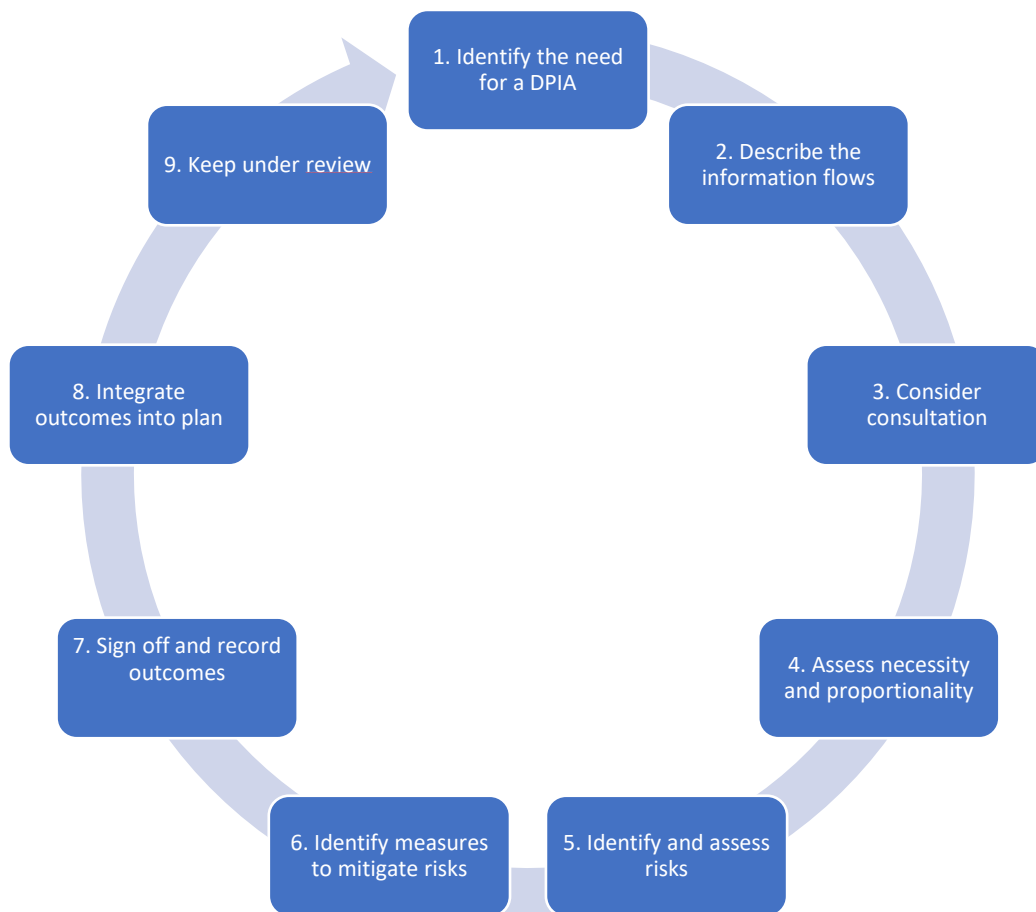 1. Identify the need
for a DPIA
2. Describe the
information flows
3. Consider
consultation
4. Assess necessity
and proportionality
5. Identify and assess
risks
6. Identify measures
to mitigate risks
7. Sign off and record
outcomes
8. Integrate
outcomes into plan
9. Keep under review